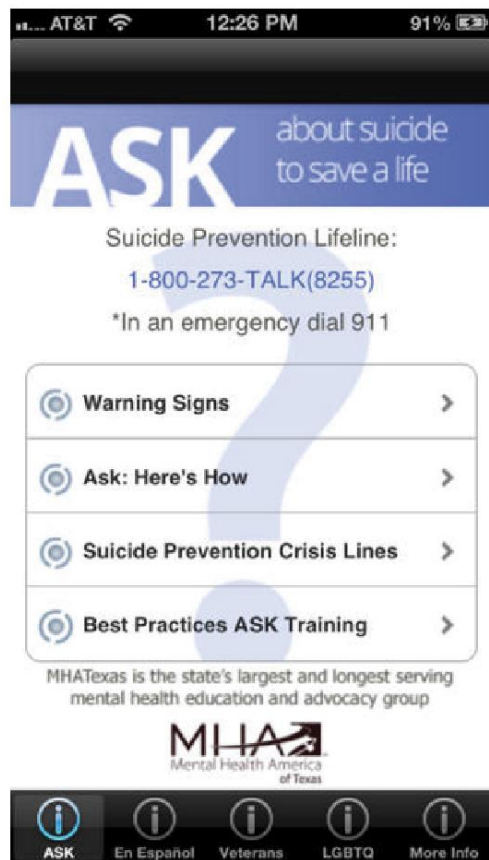 AT&T 12:26 PM 91%
ASK about suicide
to save a life
Suicide Prevention Lifeline:
1-800-273-TALK(8255)
*In an emergency dial 911
Warning Signs
Ask: Here's How
Suicide Prevention Crisis Lines
Best Practices ASK Training
MHATexas is the state's largest and longest serving
mental health education and advocacy group
MHA
Mental Health America
of Texas
ASK En Español Veterans LGBTQ More Info